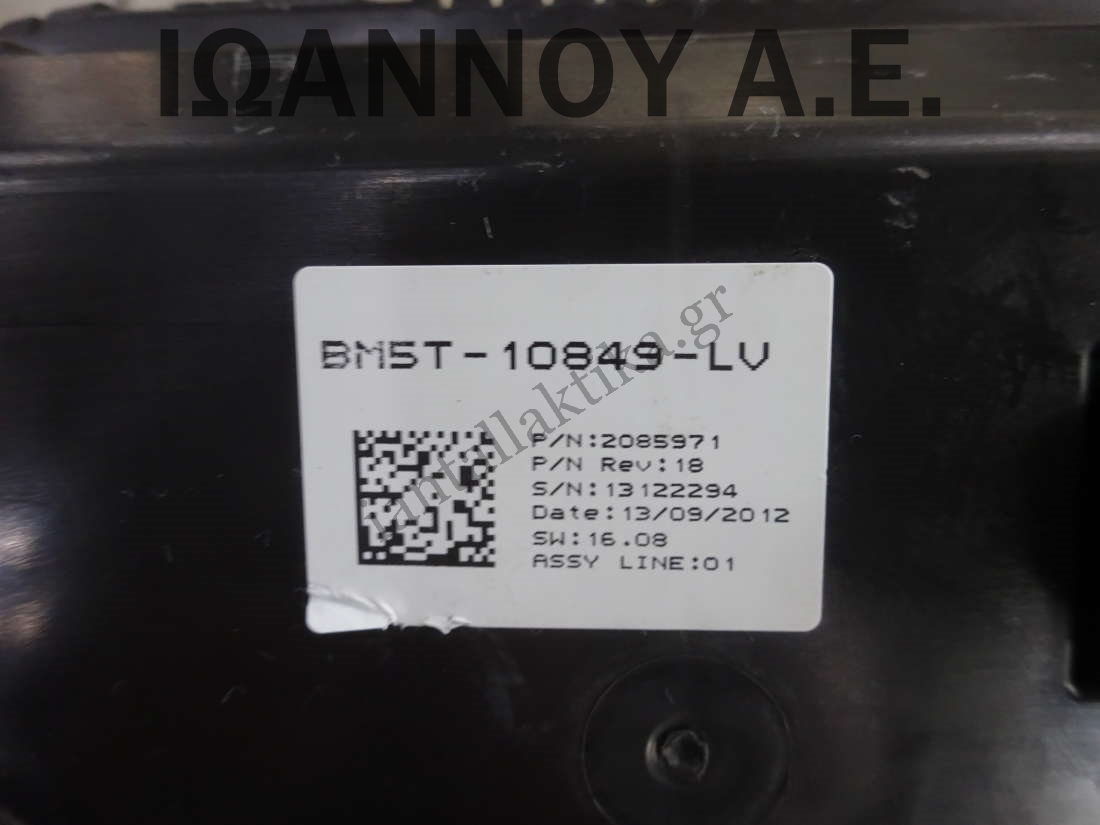 ΙΩΑΝΝΟΥ Α.Ε.
BM5T-10849-LV
iantallaktika.gr
P/N:2085971
P/N Rev:18
S/N:13122294
Date:13/09/2012
SW:16.08
ASSY LINE:01